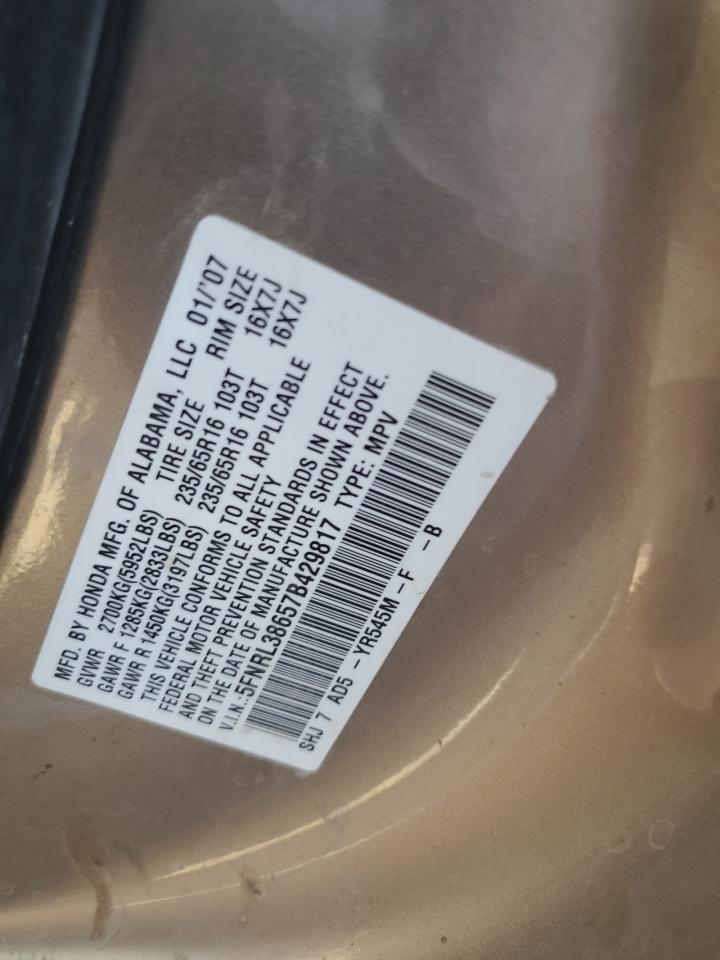 MFD. BY HONDA MFG. OF ALABAMA, LLC 01/'07
GVWR 2700KG(5952LBS) TIRE SIZE RIM SIZE
GAWR F 1285KG(2833LBS) 235/65R16 103T 16X7J
GAWR R 1450KG(3197LBS) 235/65R16 103T 16X7J
THIS VEHICLE CONFORMS TO ALL APPLICABLE
FEDERAL MOTOR VEHICLE SAFETY
AND THEFT PREVENTION STANDARDS IN EFFECT
ON THE DATE OF MANUFACTURE SHOWN ABOVE.
V.I.N.:5FNRL38657B429817 TYPE: MPV
SHJ 7 AD5 -YR545M -F -B